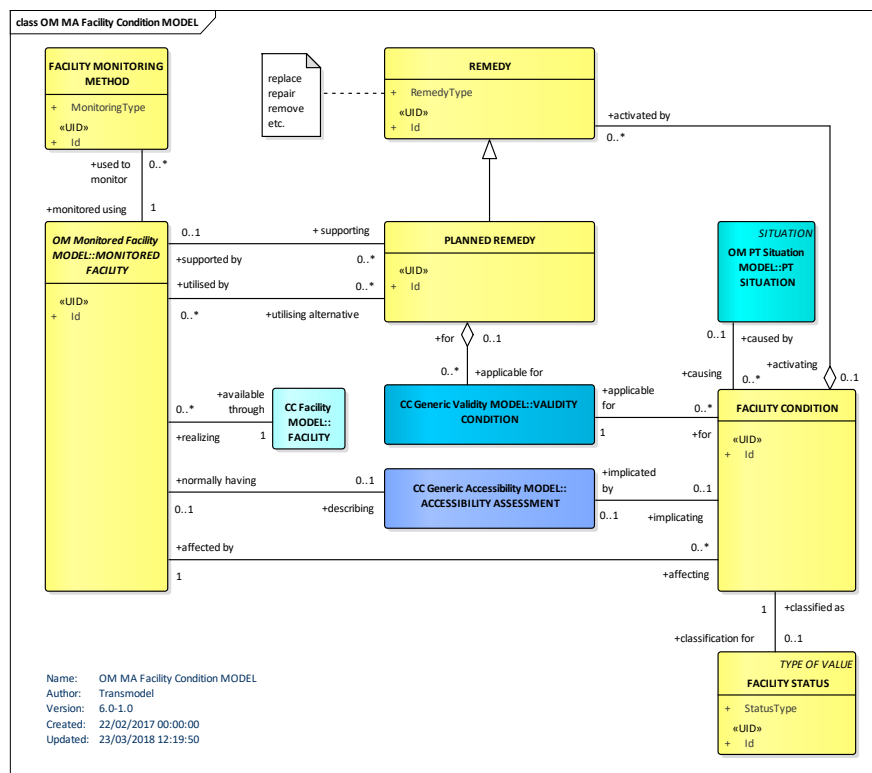 class OM MA Facility Condition MODEL
FACILITY MONITORING
METHOD
+ MonitoringType
«UID»
+ Id
replace
repair
remove
etc.
REMEDY
+ RemedyType
«UID»
+ Id
+activated by
0..*
+used to
monitor
0..*
+monitored using
1
OM Monitored Facility
MODEL::MONITORED
FACILITY
«UID»
+ Id
0..1
+ supporting
+supported by
0..*
+utilised by
0..*
0..*
+utilising alternative
PLANNED REMEDY
«UID»
+ Id
SITUATION
OM PT Situation
MODEL::PT
SITUATION
0..1
+caused by
+causing
0..*
+activating
0..1
+for
0..1
0..*
+applicable for
+available
through
0..*
+realizing
1
CC Facility
MODEL::
FACILITY
CC Generic Validity MODEL::VALIDITY
CONDITION
+applicable
for
0..*
1
+for
FACILITY CONDITION
«UID»
+ Id
+normally having
0..1
0..1
+describing
CC Generic Accessibility MODEL::
ACCESSIBILITY ASSESSMENT
+implicated
by
0..1
0..1
+implicating
+affected by
0..*
1
+affecting
1
+classified as
+classification for
0..1
TYPE OF VALUE
FACILITY STATUS
+ StatusType
«UID»
+ Id
Name: OM MA Facility Condition MODEL
Author: Transmodel
Version: 6.0-1.0
Created: 22/02/2017 00:00:00
Updated: 23/03/2018 12:19:50